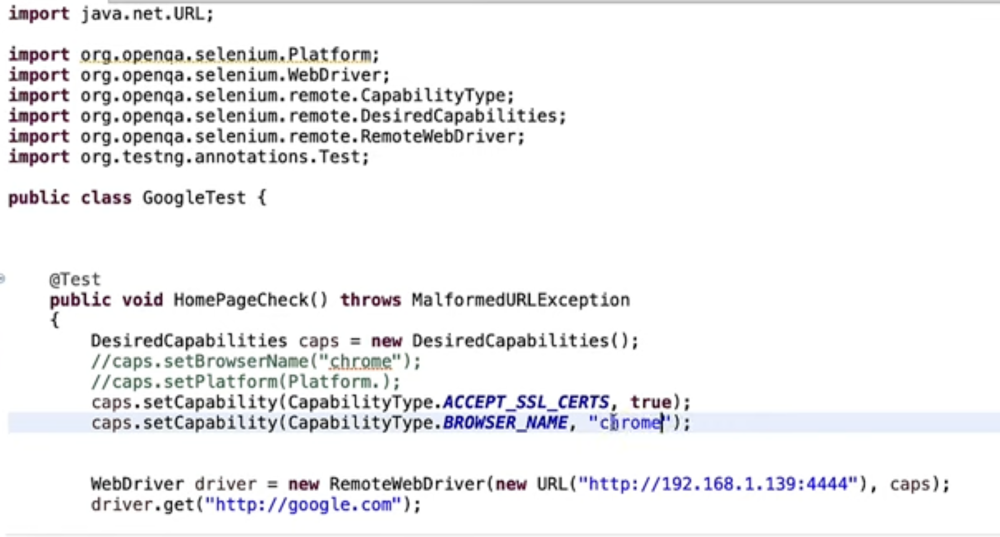 import java.net.URL;
import org.openqa.selenium.Platform;
import org.openqa.selenium.WebDriver;
import org.openqa.selenium.remote.CapabilityType;
import org.openqa.selenium.remote.DesiredCapabilities;
import org.openqa.selenium.remote.RemoteWebDriver;
import org.testng.annotations.Test;
public class GoogleTest {
@Test
public void HomePageCheck() throws MalformedURLException
{
DesiredCapabilities caps = new DesiredCapabilities();
//caps.setBrowserName("chrome");
//caps.setPlatform(Platform.);
caps.setCapability(CapabilityType.ACCEPT_SSL_CERTS, true);
caps.setCapability(CapabilityType.BROWSER_NAME, "chrome");
WebDriver driver = new RemoteWebDriver(new URL("http://192.168.1.139:4444"), caps);
driver.get("http://google.com");